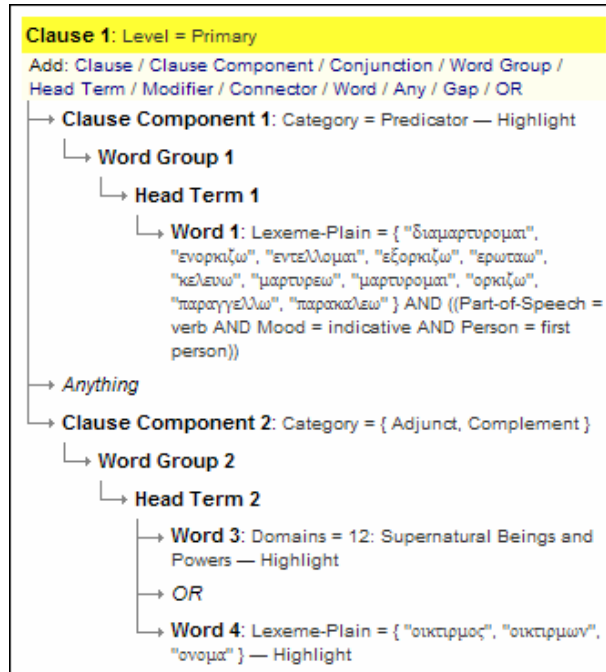 Clause 1: Level = Primary
Add: Clause / Clause Component / Conjunction / Word Group /
Head Term / Modifier / Connector / Word / Any / Gap / OR
Clause Component 1: Category = Predicator — Highlight
Word Group 1
Head Term 1
Word 1: Lexeme-Plain = { "διαμαρτυρομαι",
"ενορκιζω", "εντελλομαι", "εξορκιζω", "ερωταω",
"κελευω", "μαρτυρεω", "μαρτυρομαι", "ορκιζω",
"παραγγελλω", "παρακαλεω" } AND ((Part-of-Speech =
verb AND Mood = indicative AND Person = first
person))
Anything
Clause Component 2: Category = { Adjunct, Complement }
Word Group 2
Head Term 2
Word 3: Domains = 12: Supernatural Beings and
Powers — Highlight
OR
Word 4: Lexeme-Plain = { "οικτιρμος", "οικτιρμων",
"ονομα" } — Highlight